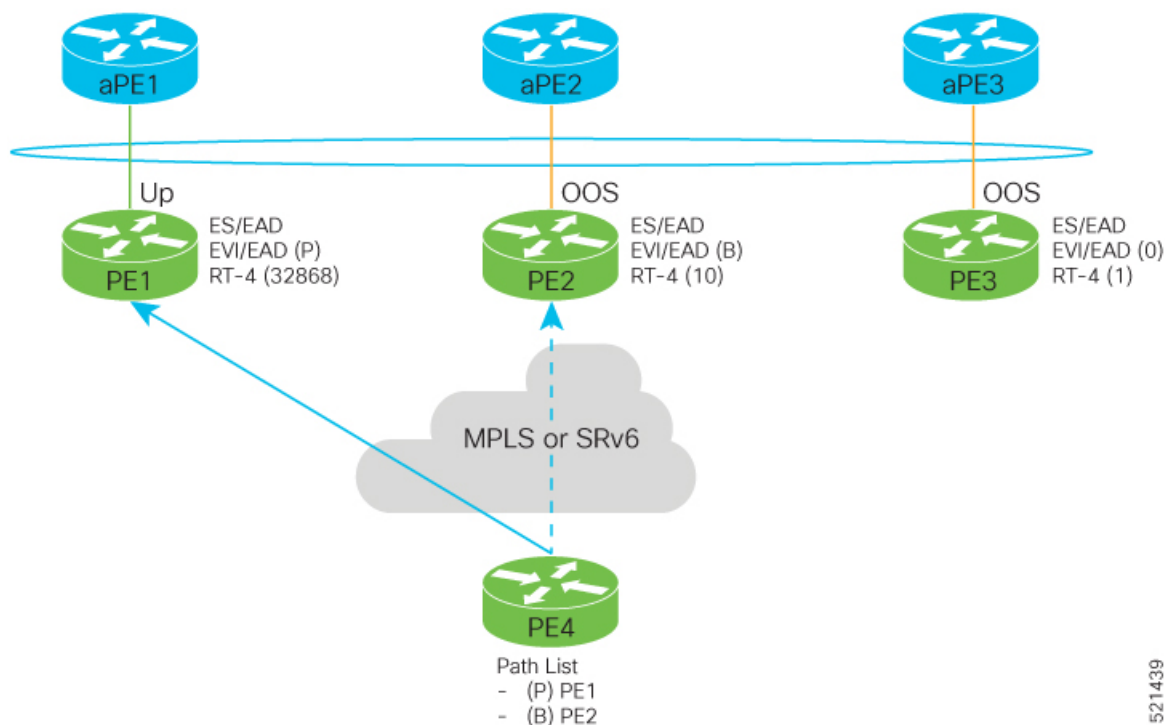 aPE1
aPE2
aPE3
Up
OOS
OOS
PE1
ES/EAD
EVI/EAD (P)
RT-4 (32868)
PE2
ES/EAD
EVI/EAD (B)
RT-4 (10)
PE3
ES/EAD
EVI/EAD (0)
RT-4 (1)
MPLS or SRv6
PE4
Path List
- (P) PE1
- (B) PE2
521439